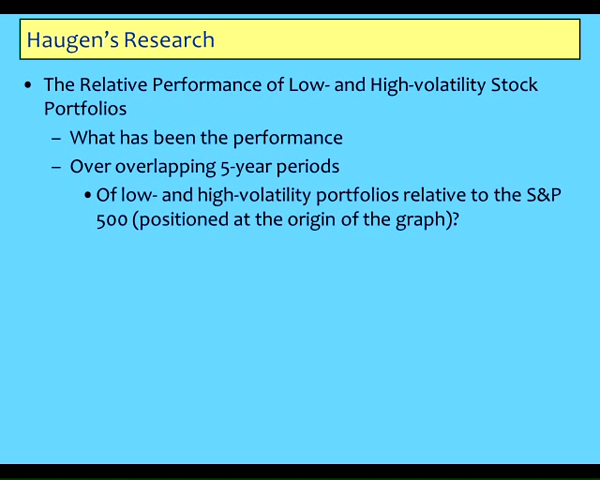 Haugen's Research
• The Relative Performance of Low- and High-volatility Stock
Portfolios
– What has been the performance
– Over overlapping 5-year periods
• Of low- and high-volatility portfolios relative to the S&P
500 (positioned at the origin of the graph)?